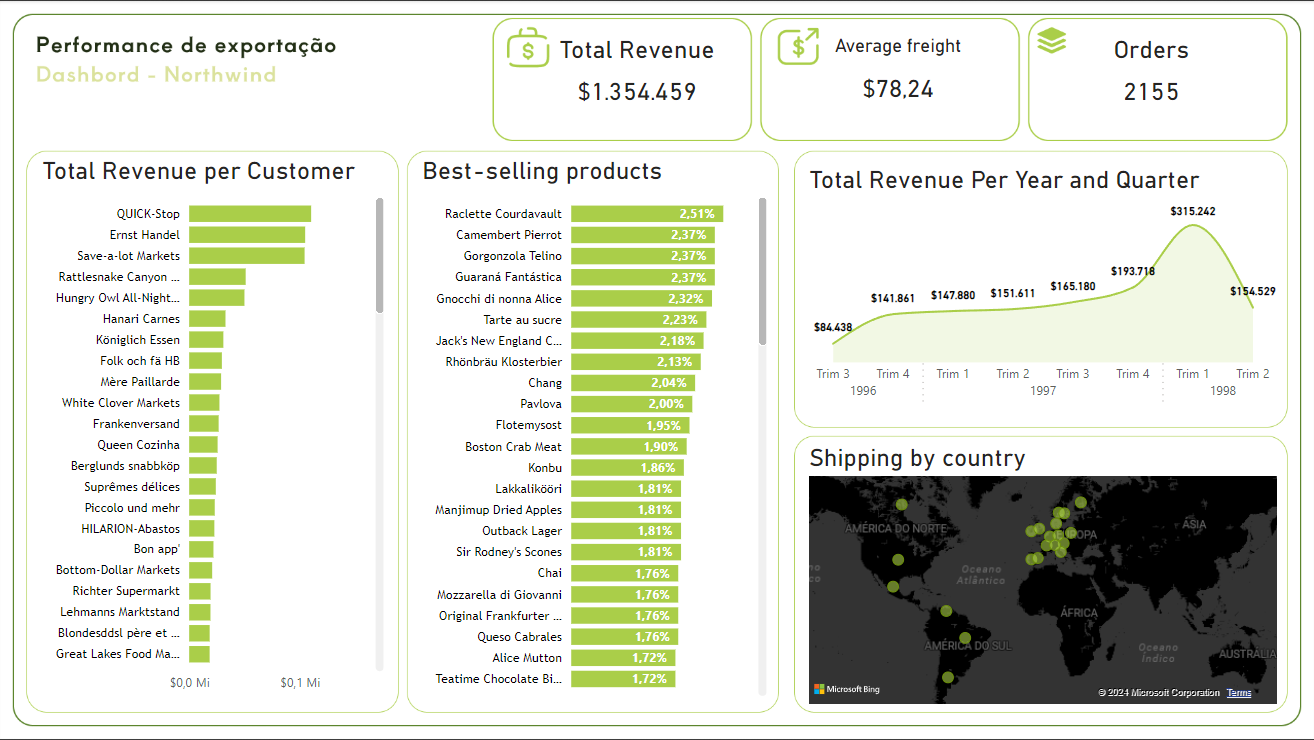 Performance de exportação
Dashbord - Northwind
Total Revenue
$1.354.459
Average freight
$78,24
Orders
2155
Total Revenue per Customer
QUICK-Stop
Ernst Handel
Save-a-lot Markets
Rattlesnake Canyon ...
Hungry Owl All-Night...
Hanari Carnes
Königlich Essen
Folk och fä HB
Mère Paillarde
White Clover Markets
Frankenversand
Queen Cozinha
Berglunds snabbköp
Suprêmes délices
Piccolo und mehr
HILARION-Abastos
Bon app'
Bottom-Dollar Markets
Richter Supermarkt
Lehmanns Marktstand
Blondesddsl père et ...
Great Lakes Food Ma...
$0,0 Mi $0,1 Mi
Best-selling products
Raclette Courdavault 2,51%
Camembert Pierrot 2,37%
Gorgonzola Telino 2,37%
Guaraná Fantástica 2,37%
Gnocchi di nonna Alice 2,32%
Tarte au sucre 2,23%
Jack's New England C... 2,18%
Rhönbräu Klosterbier 2,13%
Chang 2,04%
Pavlova 2,00%
Flotemysost 1,95%
Boston Crab Meat 1,90%
Konbu 1,86%
Lakkalikööri 1,81%
Manjimup Dried Apples 1,81%
Outback Lager 1,81%
Sir Rodney's Scones 1,81%
Chai 1,76%
Mozzarella di Giovanni 1,76%
Original Frankfurter ... 1,76%
Queso Cabrales 1,76%
Alice Mutton 1,72%
Teatime Chocolate Bi... 1,72%
Total Revenue Per Year and Quarter
$84.438 $141.861 $147.880 $151.611 $165.180 $193.718 $315.242 $154.529
Trim 3 Trim 4 Trim 1 Trim 2 Trim 3 Trim 4 Trim 1 Trim 2
1996 1997 1998
Shipping by country
AMÉRICA DO NORTE
EUROPA
ÁSIA
no
co
Oceano
Atlântico
ÁFRICA
AMÉRICA DO SUL
Oceano
Índico
AUSTRALIA
Microsoft Bing
© 2024 Microsoft Corporation Terms